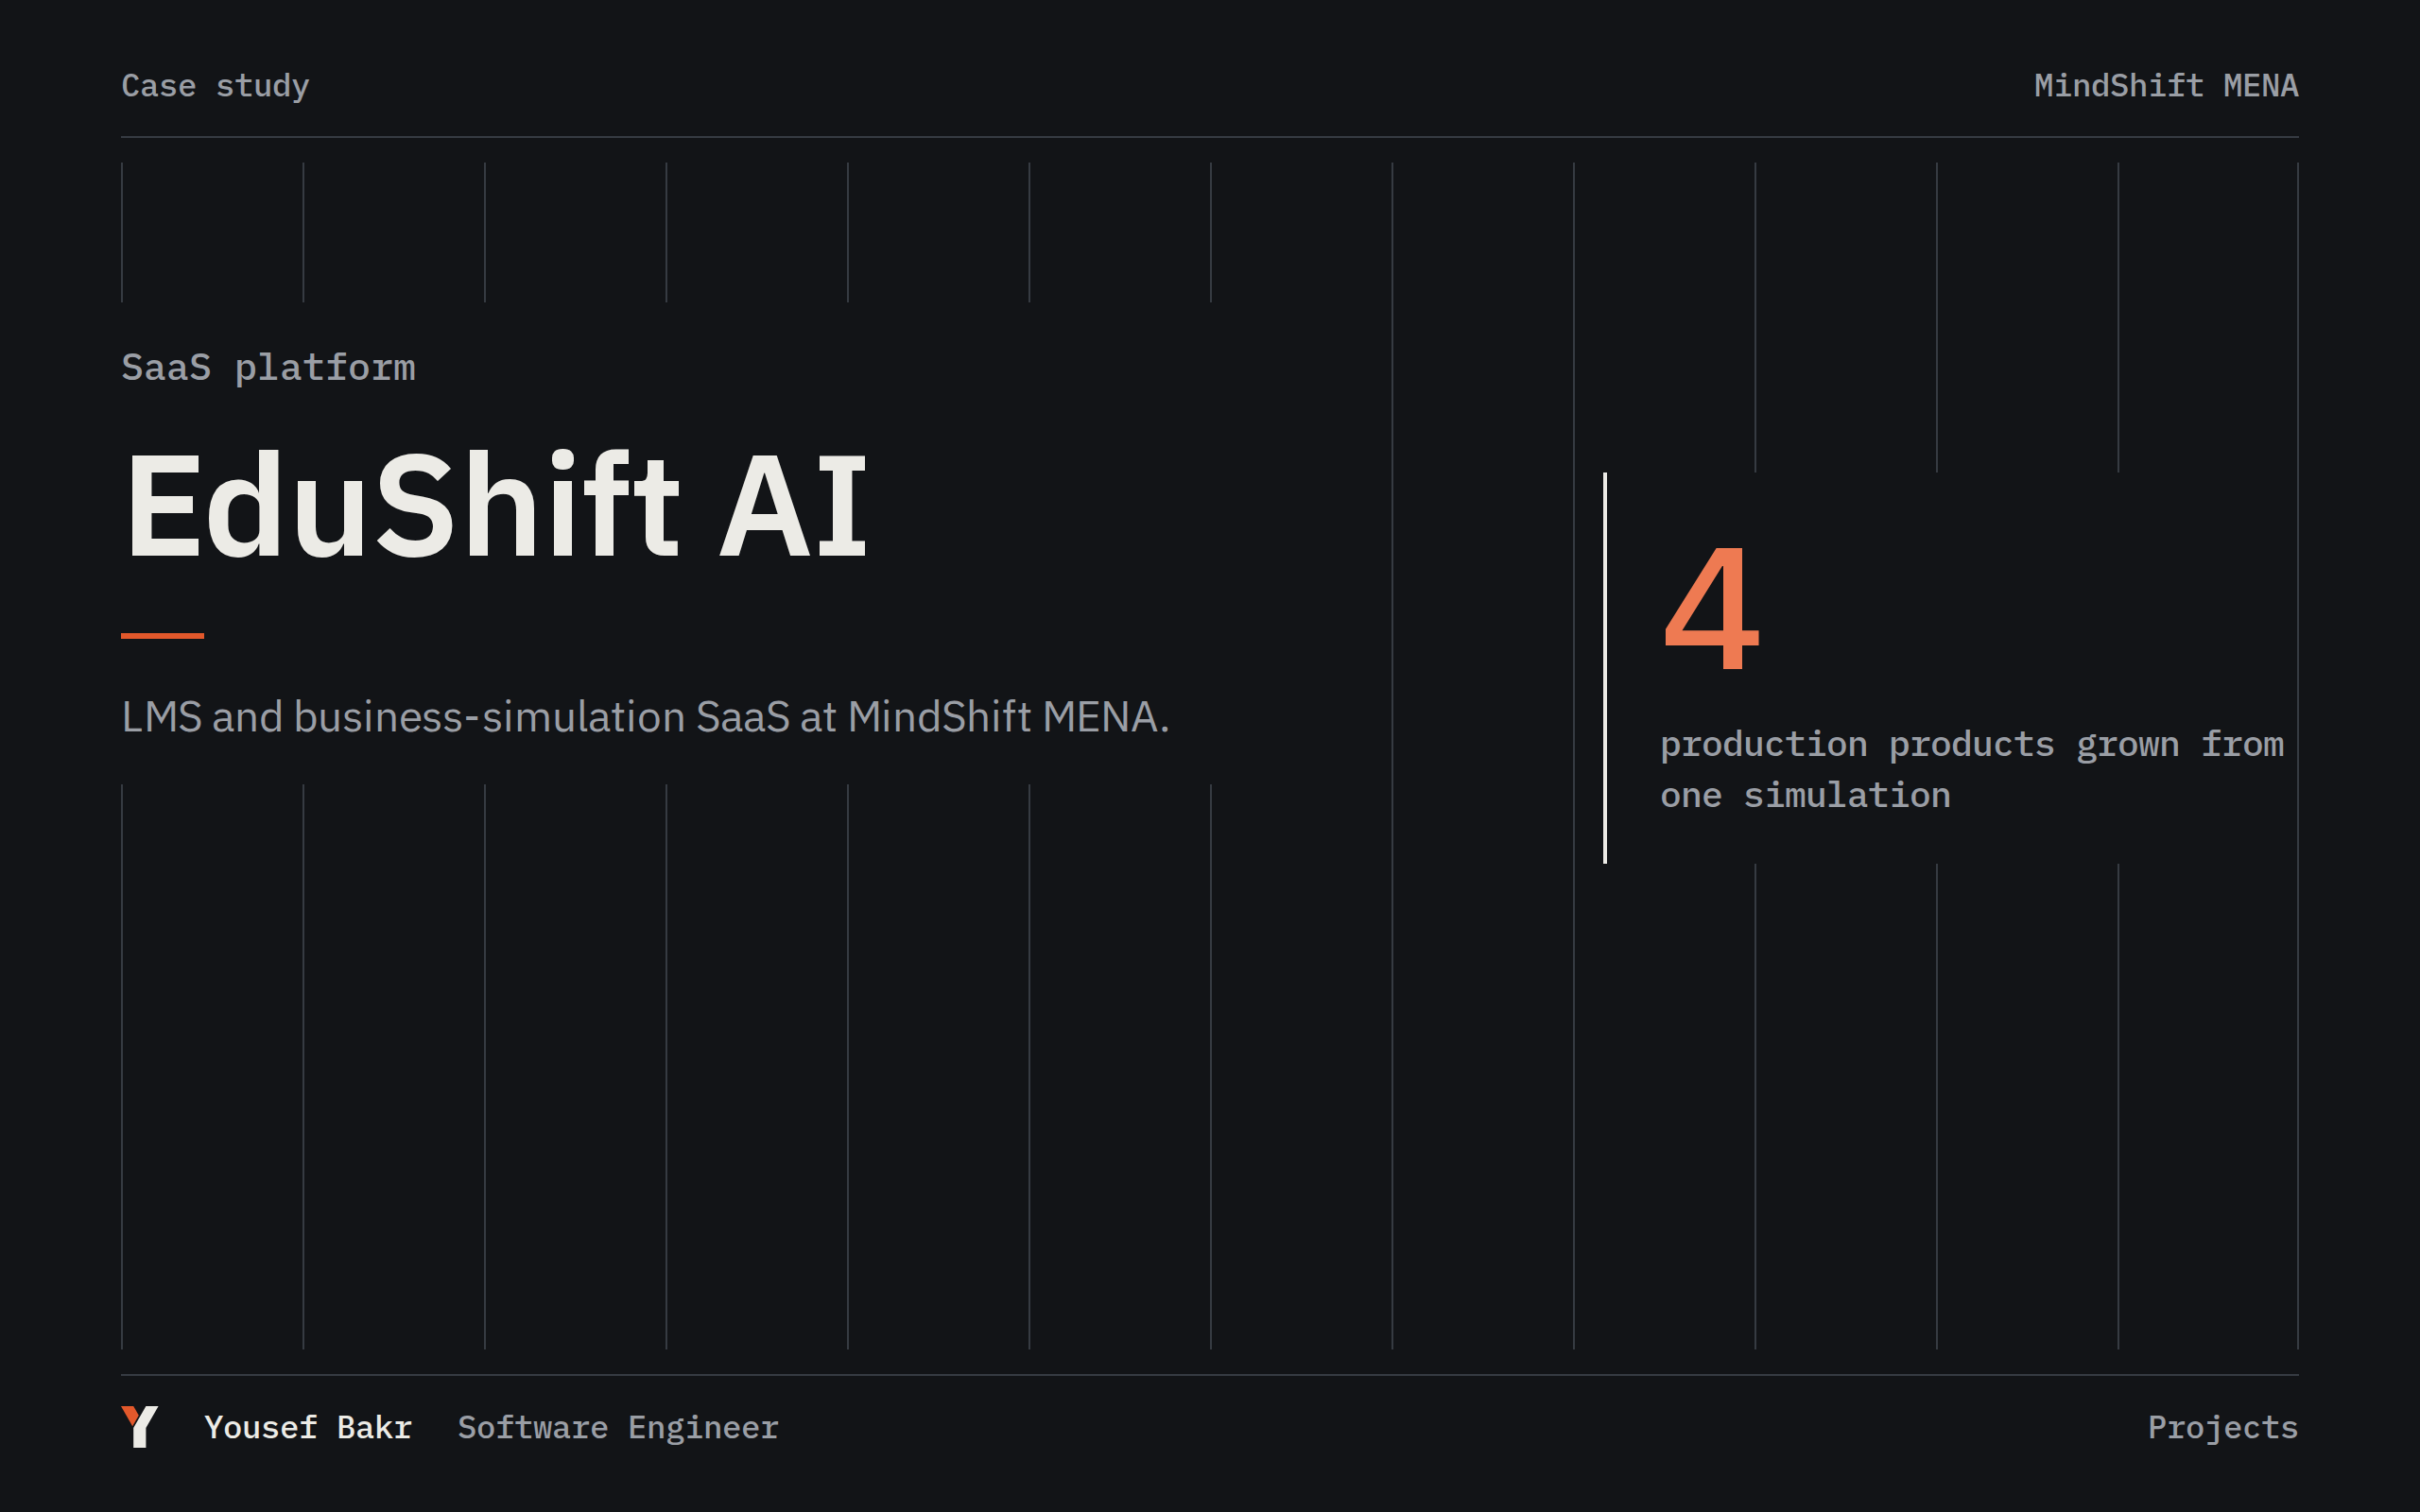 Case study
MindShift MENA
SaaS platform
EduShift AI
LMS and business-simulation SaaS at MindShift MENA.
4
production products grown from
one simulation
Y
Yousef Bakr
Software Engineer
Projects